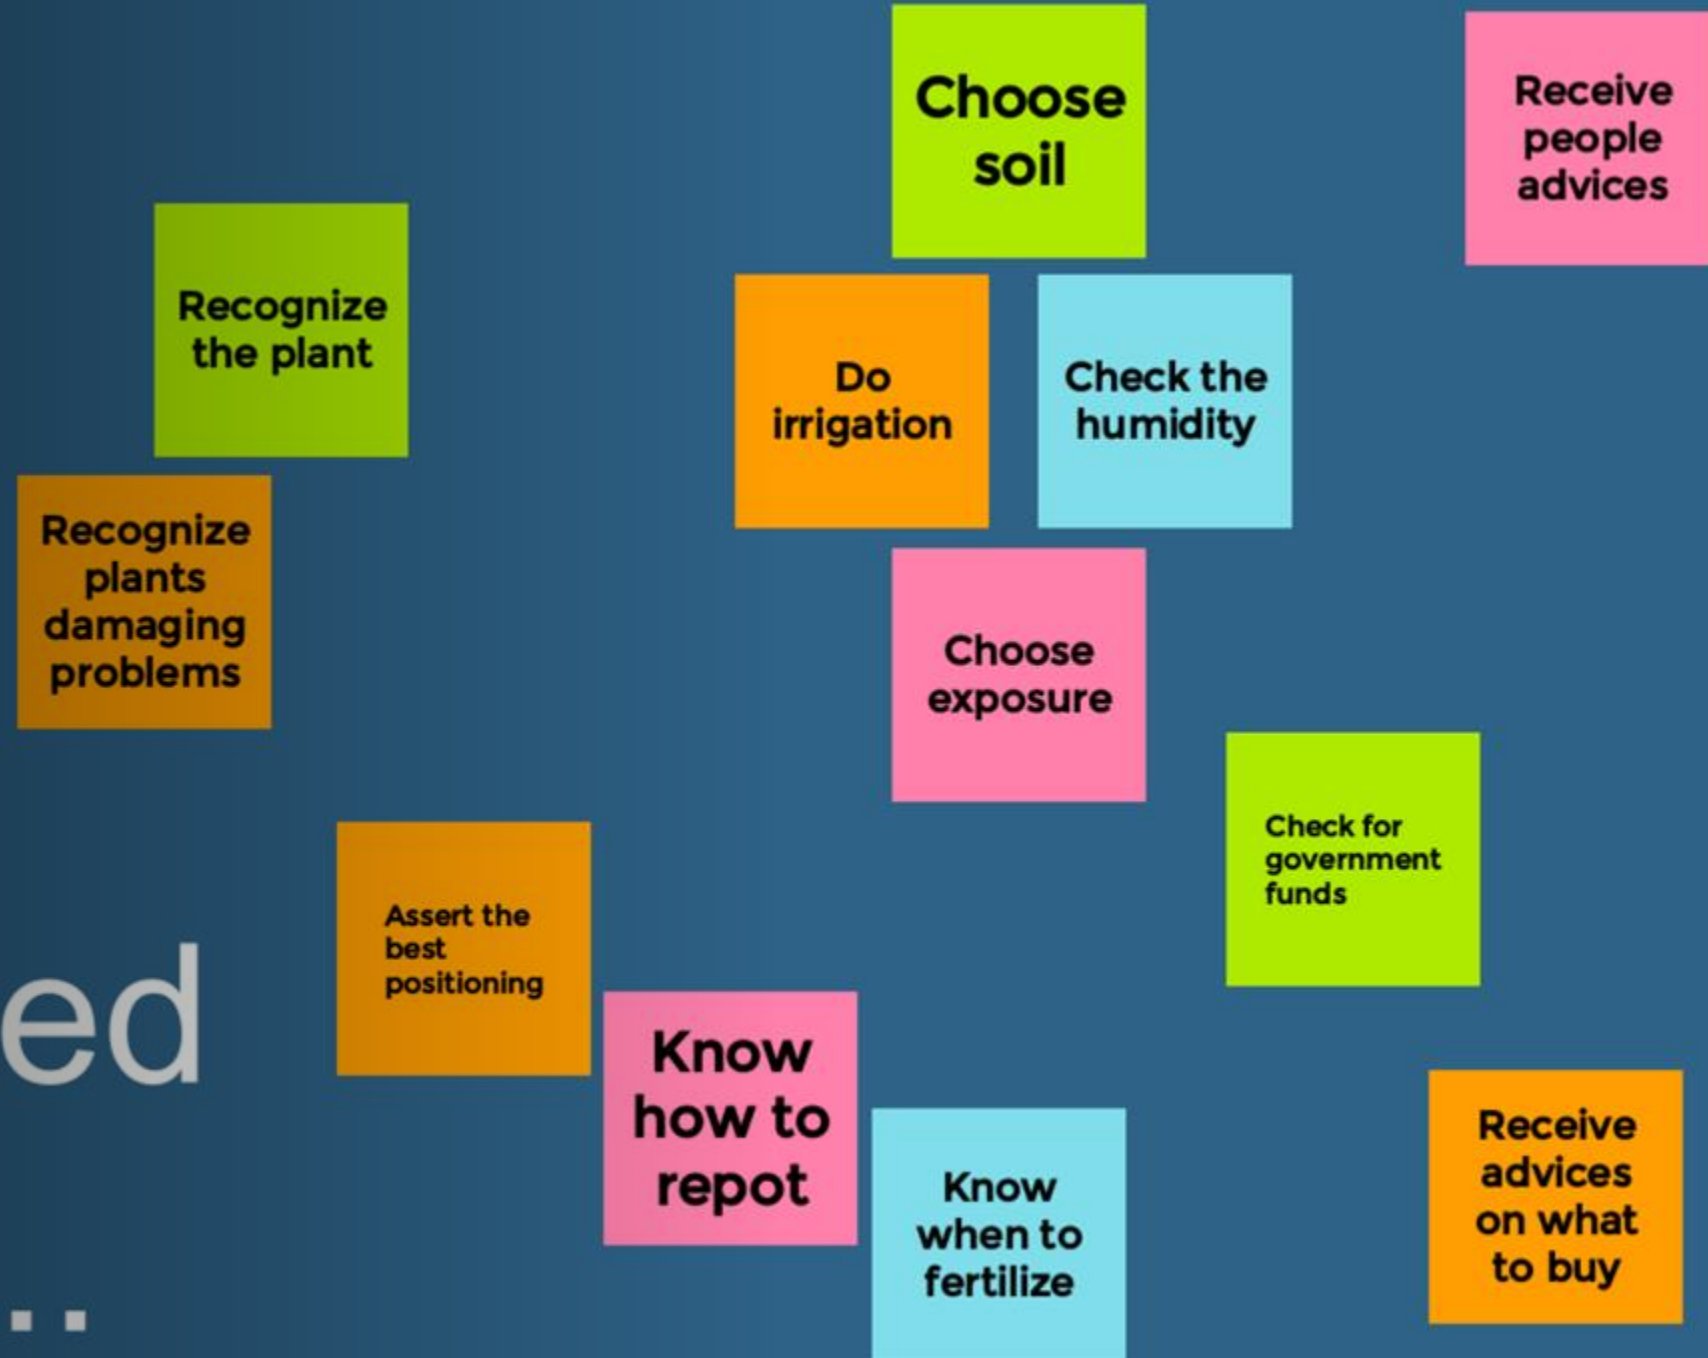 Choose
soil
Receive
people
advices
Recognize
the plant
Do
irrigation
Check the
humidity
Recognize
plants
damaging
problems
Choose
exposure
Check for
government
funds
Assert the
best
positioning
ed
Know
how to
repot
Know
when to
fertilize
Receive
advices
on what
to buy
..